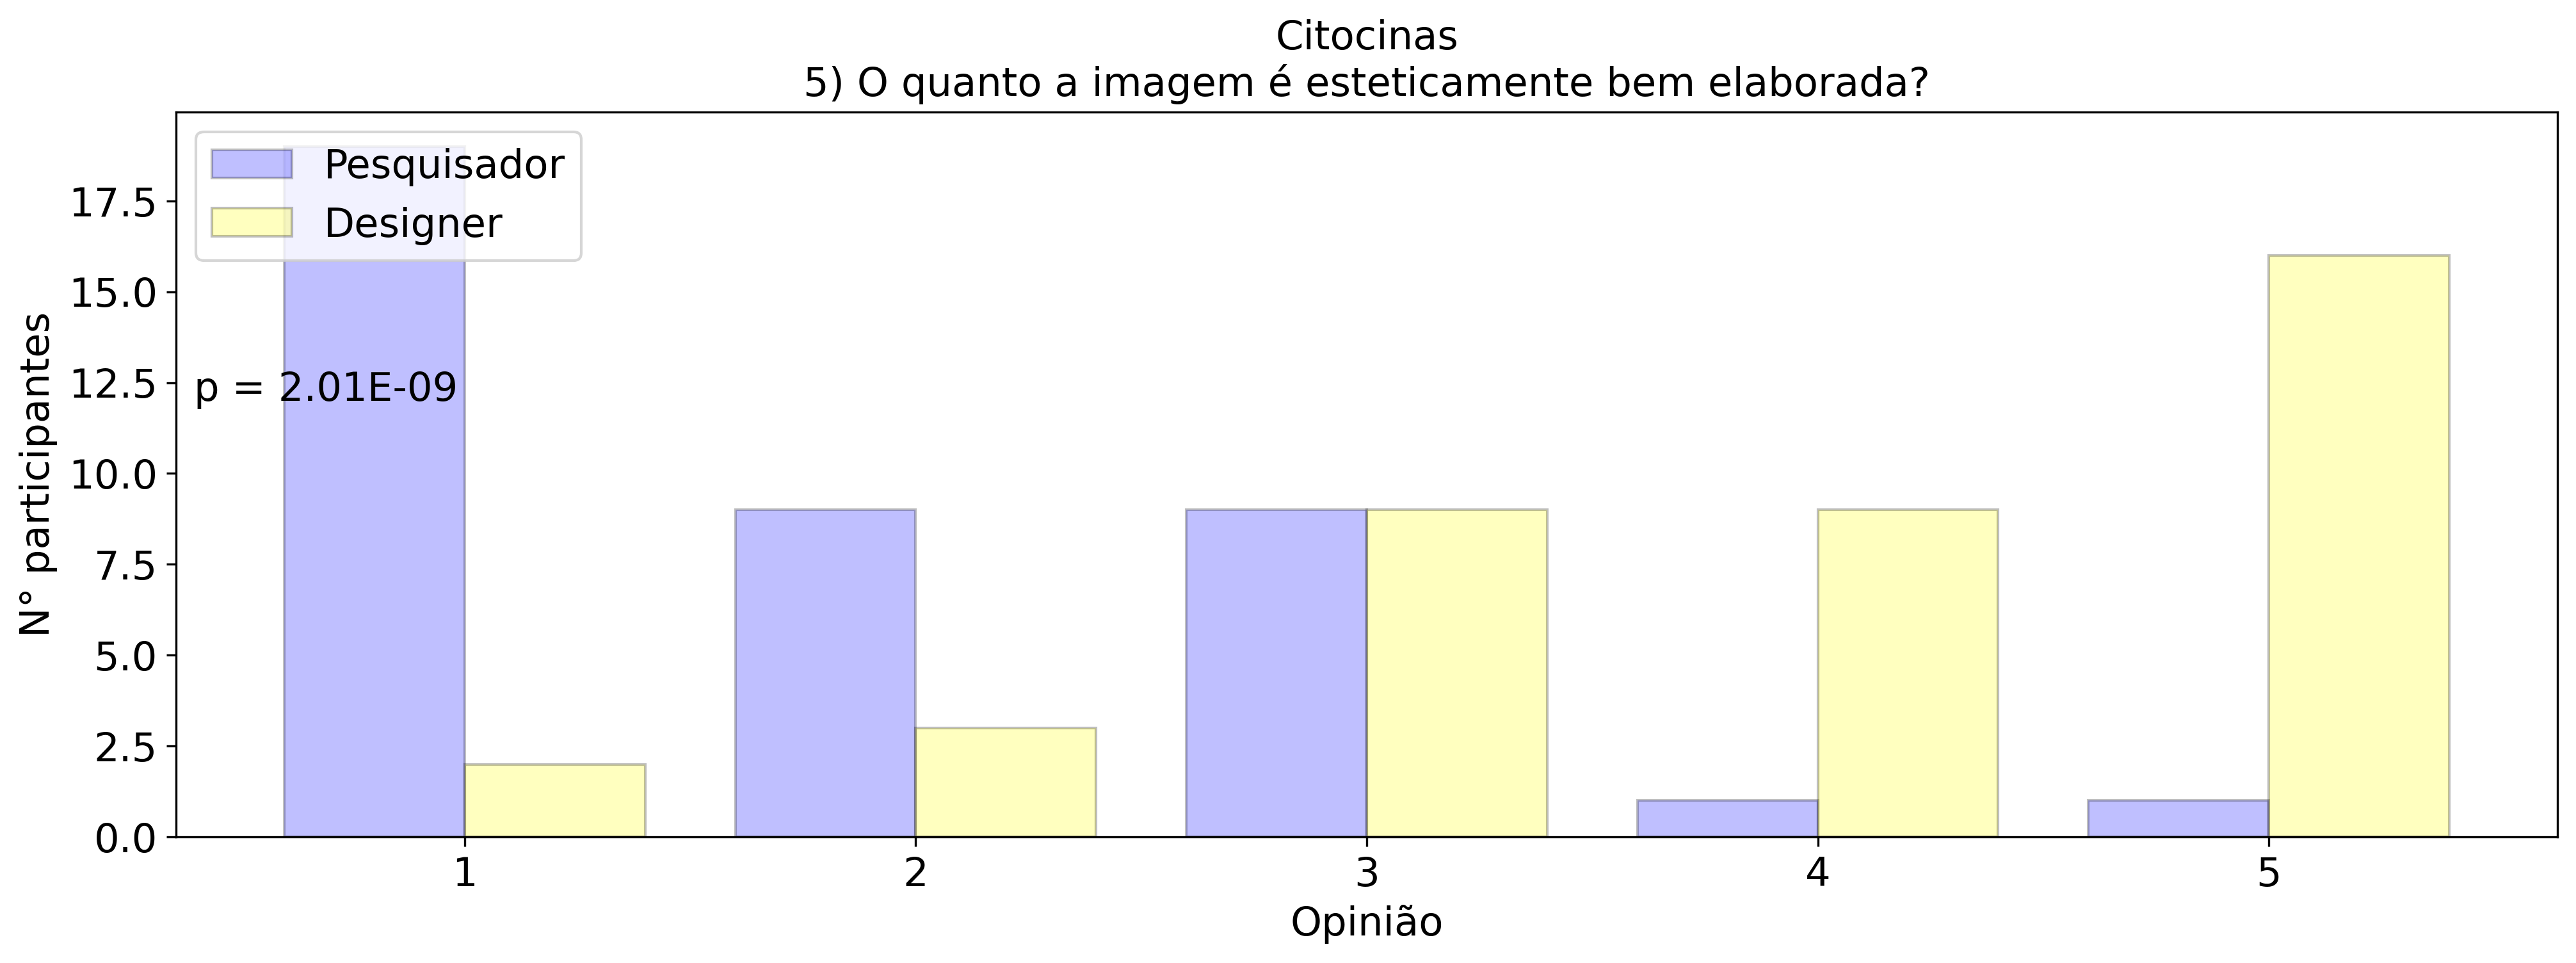 Citocinas
5) O quanto a imagem é esteticamente bem elaborada?
Pesquisador
Designer
p = 2.01E-09
N° participantes
17.5
15.0
12.5
10.0
7.5
5.0
2.5
0.0
1 2 3 4 5
Opinião